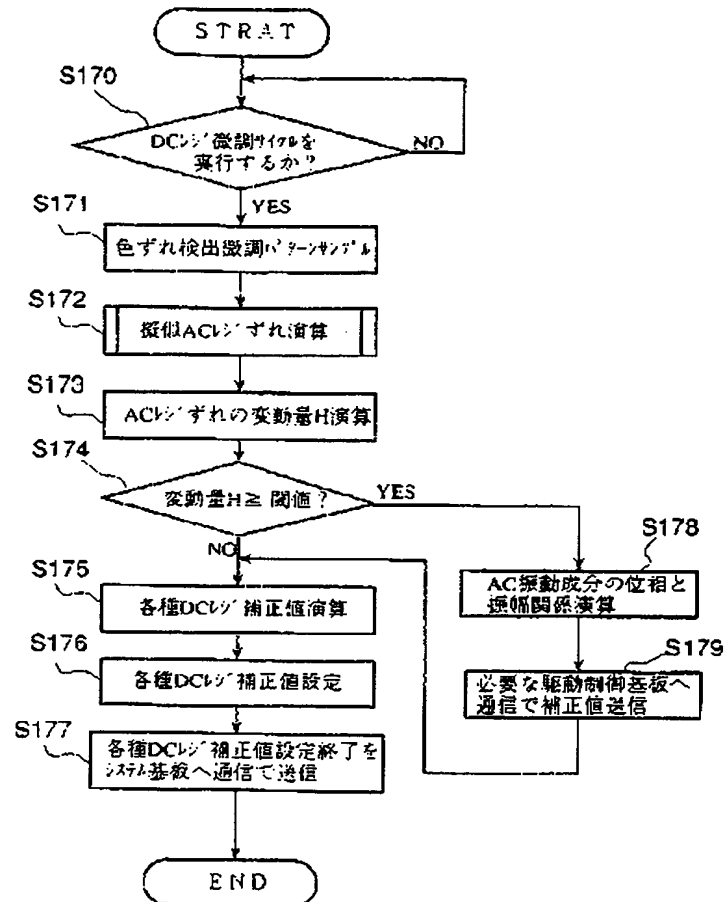 STRAT
S170
DCレジ微調サイクルを
実行するか?
NO
YES
S171
色ずれ検出微調パターンサンプル
S172
擬似ACレジずれ演算
S173
ACレジずれの変動量H演算
S174
変動量H≧閾値?
YES
NO
S178
AC振動成分の位相と
振幅関係演算
S175
各種DCレジ補正値演算
S179
必要な駆動制御基板へ
通信で補正値送信
S176
各種DCレジ補正値設定
S177
各種DCレジ補正値設定終了を
システム基板へ通信で送信
END